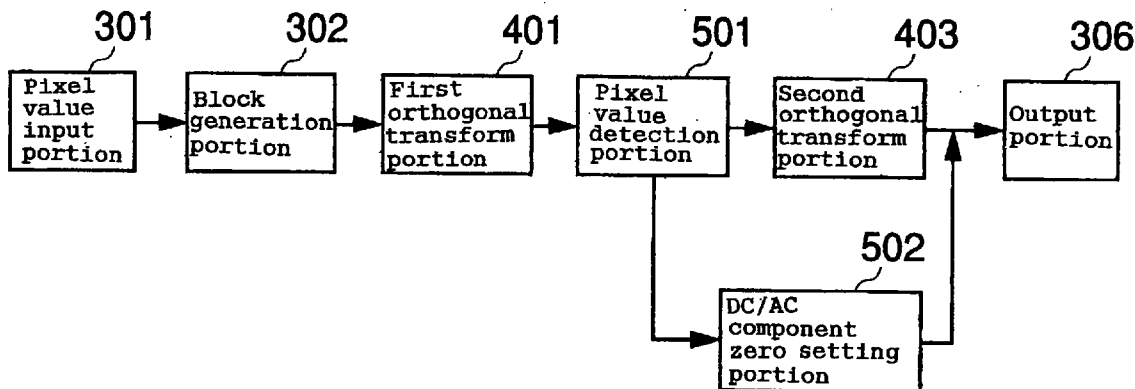 301
302
401
501
403
306
Pixel
value
input
portion
Block
generation
portion
First
orthogonal
transform
portion
Pixel
value
detection
portion
Second
orthogonal
transform
portion
Output
portion
502
DC/AC
component
zero setting
portion